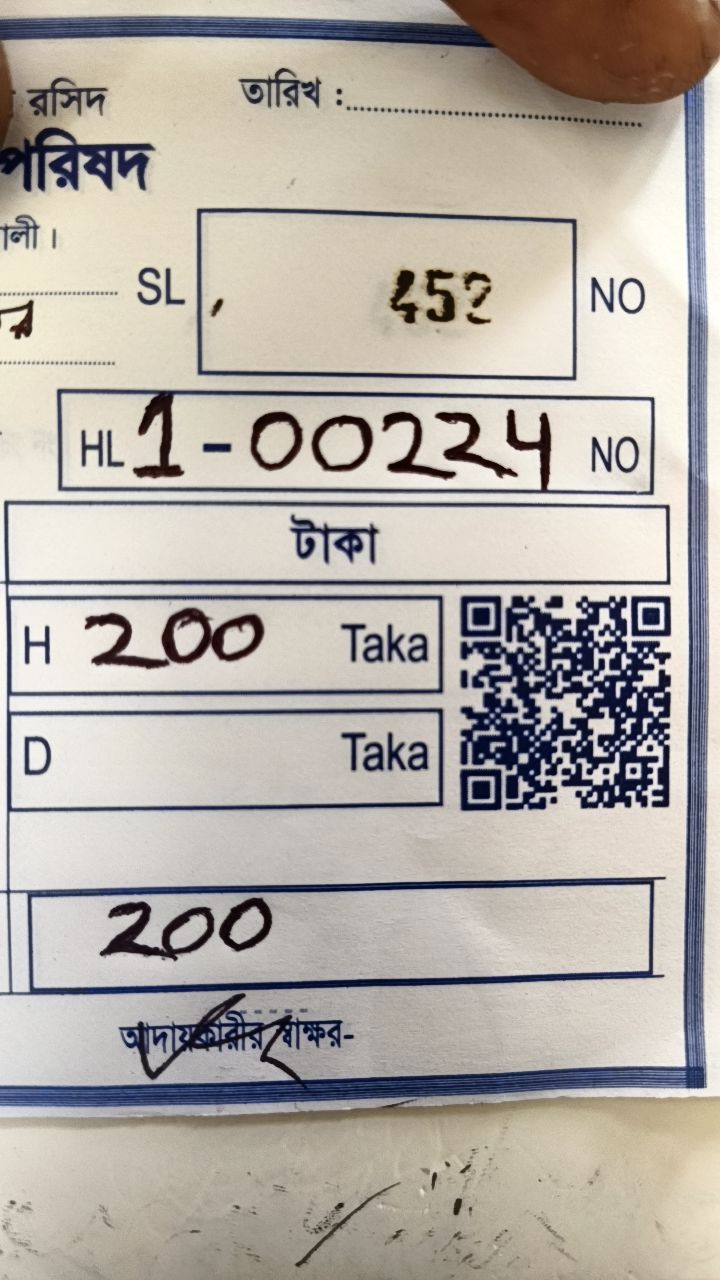 রসিদ তারিখ :
পরিষদ
SL 452 NO
HL 1-00224 NO
টাকা
H 200 Taka
D Taka
200
আদায়কারীর স্বাক্ষর-